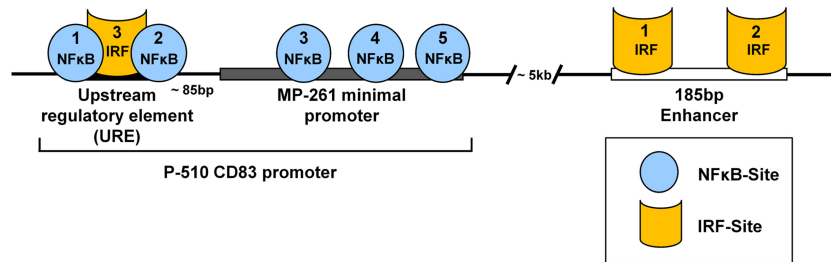 1
NFκB
3
IRF
2
NFκB
3
NFκB
4
NFκB
5
NFκB
1
IRF
2
IRF
~ 85bp
~ 5kb
Upstream
regulatory element
(URE)
MP-261 minimal
promoter
185bp
Enhancer
P-510 CD83 promoter
NFκB-Site
IRF-Site